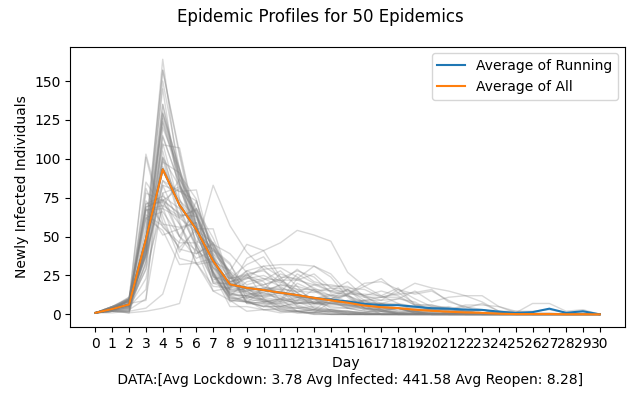 Epidemic Profiles for 50 Epidemics
Average of Running
Average of All
Newly Infected Individuals
150
125
100
75
50
25
0
0 1 2 3 4 5 6 7 8 9 10 11 12 13 14 15 16 17 18 19 20 21 22 23 24 25 26 27 28 29 30
Day
DATA:[Avg Lockdown: 3.78 Avg Infected: 441.58 Avg Reopen: 8.28]